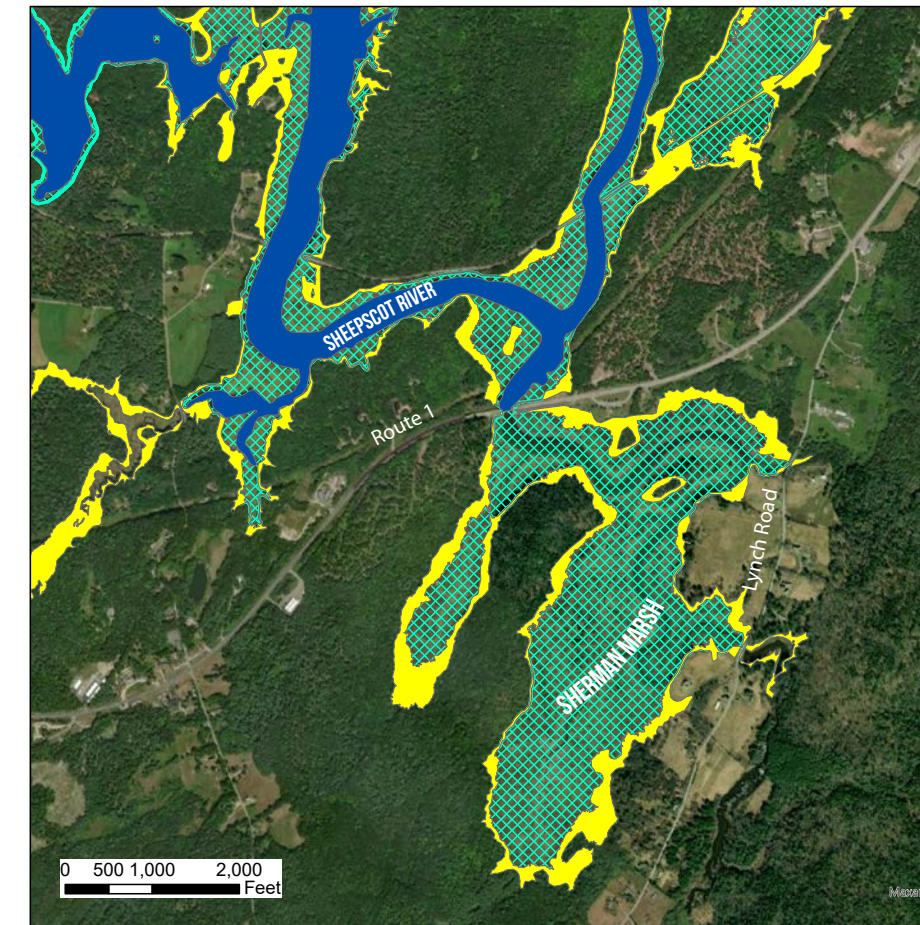 SHEEPSCOT RIVER
Route 1
Lynch Road
SHERMAN MARSH
0 500 1,000 2,000
Feet